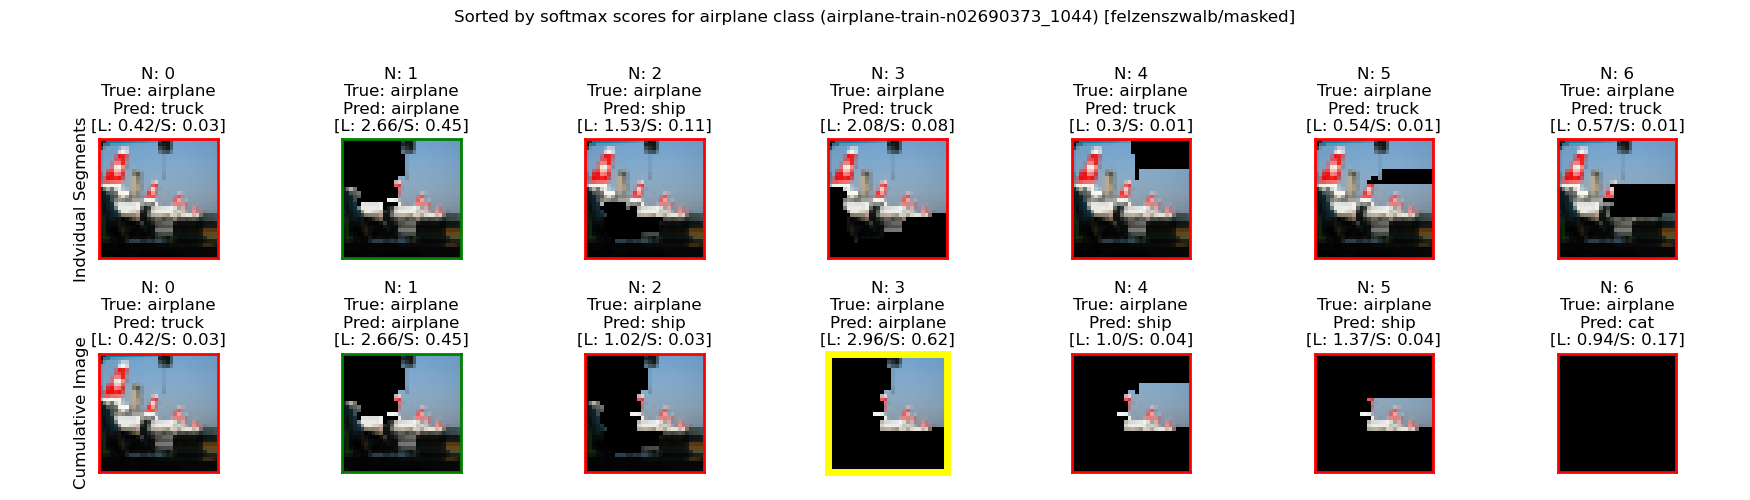 Sorted by softmax scores for airplane class (airplane-train-n02690373_1044) [felzenszwalb/masked]
Indvidual Segments
N: 0
True: airplane
Pred: truck
[L: 0.42/S: 0.03]
N: 1
True: airplane
Pred: airplane
[L: 2.66/S: 0.45]
N: 2
True: airplane
Pred: ship
[L: 1.53/S: 0.11]
N: 3
True: airplane
Pred: truck
[L: 2.08/S: 0.08]
N: 4
True: airplane
Pred: truck
[L: 0.3/S: 0.01]
N: 5
True: airplane
Pred: truck
[L: 0.54/S: 0.01]
N: 6
True: airplane
Pred: truck
[L: 0.57/S: 0.01]
Cumulative Image
N: 0
True: airplane
Pred: truck
[L: 0.42/S: 0.03]
N: 1
True: airplane
Pred: airplane
[L: 2.66/S: 0.45]
N: 2
True: airplane
Pred: ship
[L: 1.02/S: 0.03]
N: 3
True: airplane
Pred: airplane
[L: 2.96/S: 0.62]
N: 4
True: airplane
Pred: ship
[L: 1.0/S: 0.04]
N: 5
True: airplane
Pred: ship
[L: 1.37/S: 0.04]
N: 6
True: airplane
Pred: cat
[L: 0.94/S: 0.17]